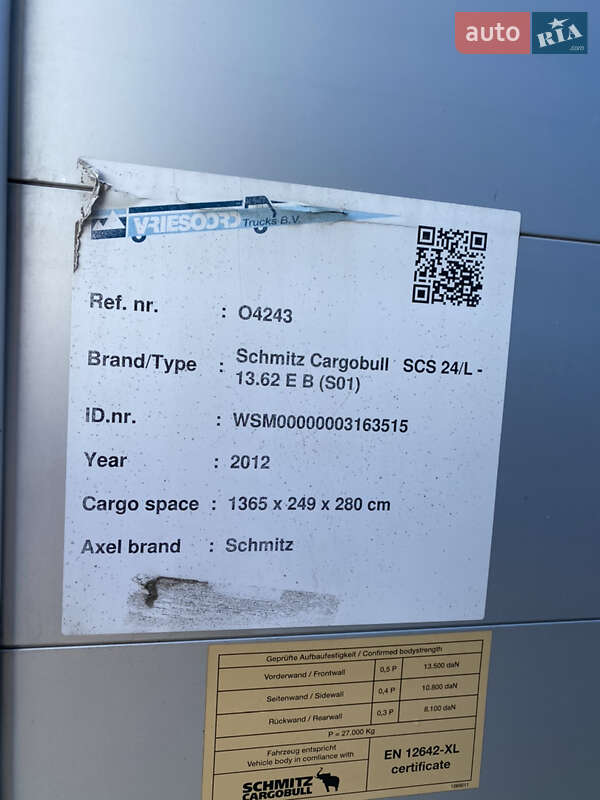 auto RIA .com
VRIESOORD Trucks B.V.
Ref. nr. : O4243
Brand/Type : Schmitz Cargobull SCS 24/L -
13.62 E B (S01)
ID.nr. : WSM00000003163515
Year : 2012
Cargo space : 1365 x 249 x 280 cm
Axel brand : Schmitz
Geprüfte Aufbaufestigkeit / Confirmed bodystrength
Vorderwand / Frontwall 0,5 P 13.500 daN
Seitenwand / Sidewall 0,4 P 10.800 daN
Rückwand / Rearwall 0,3 P 8.100 daN
P = 27.000 Kg
Fahrzeug entspricht
Vehicle body in comliance with
EN 12642-XL
certificate
SCHMITZ
CARGOBULL